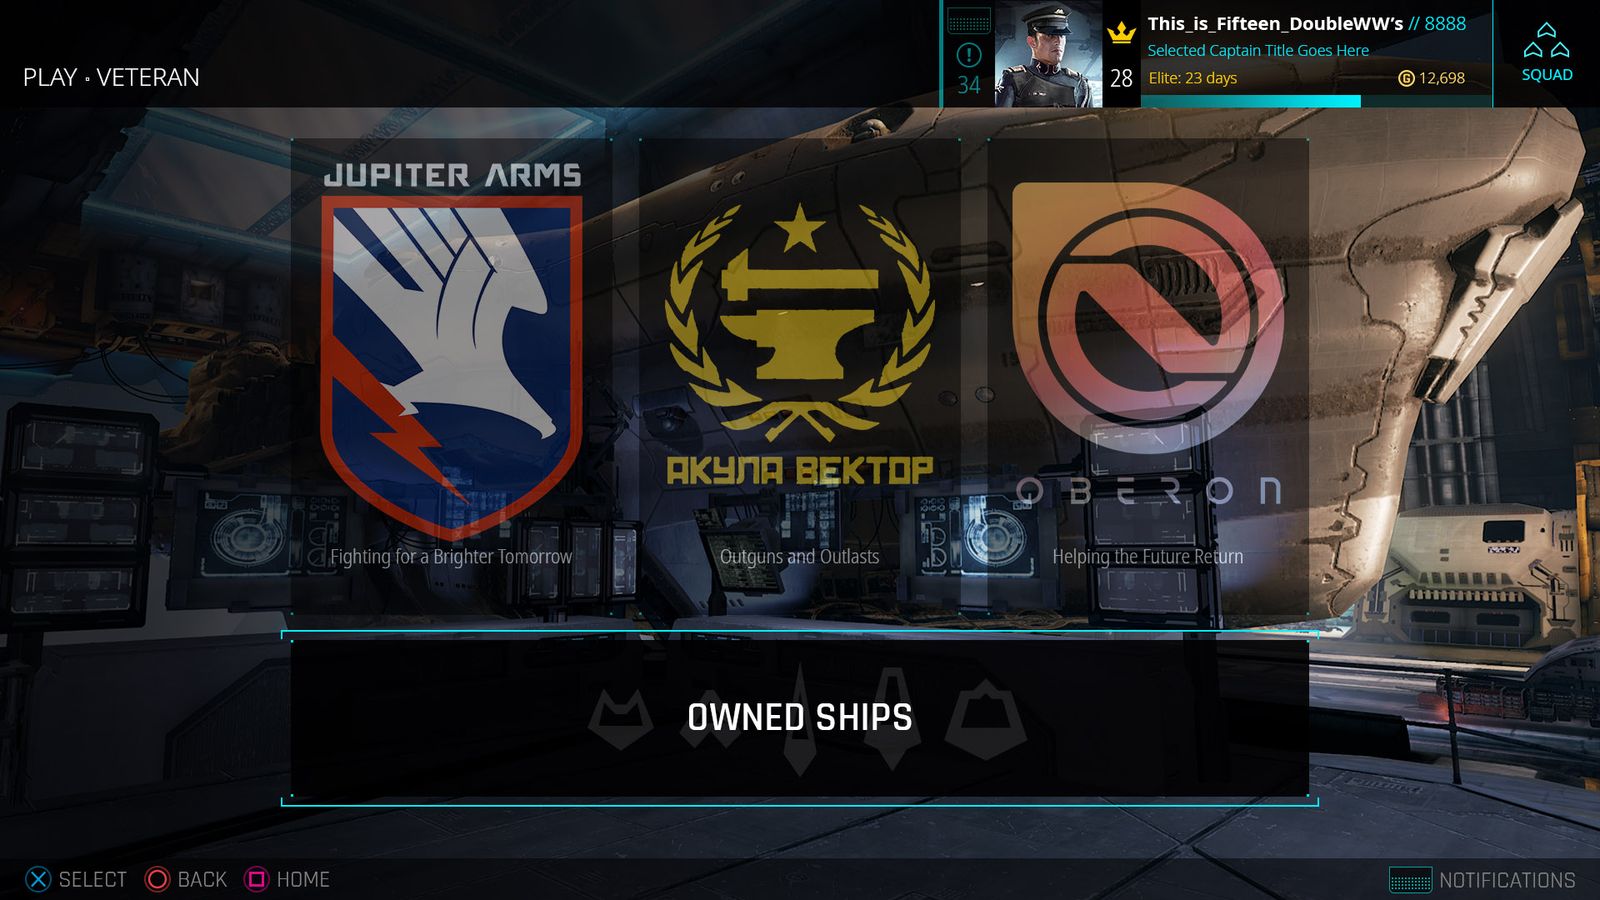 PLAY • VETERAN
34
28
This_is_Fifteen_DoubleWW's // 8888
Selected Captain Title Goes Here
Elite: 23 days
G 12,698
SQUAD
JUPITER ARMS
Fighting for a Brighter Tomorrow
АКУЛА ВЕКТОР
Outguns and Outlasts
OBERON
Helping the Future Return
OWNED SHIPS
SELECT
BACK
HOME
NOTIFICATIONS